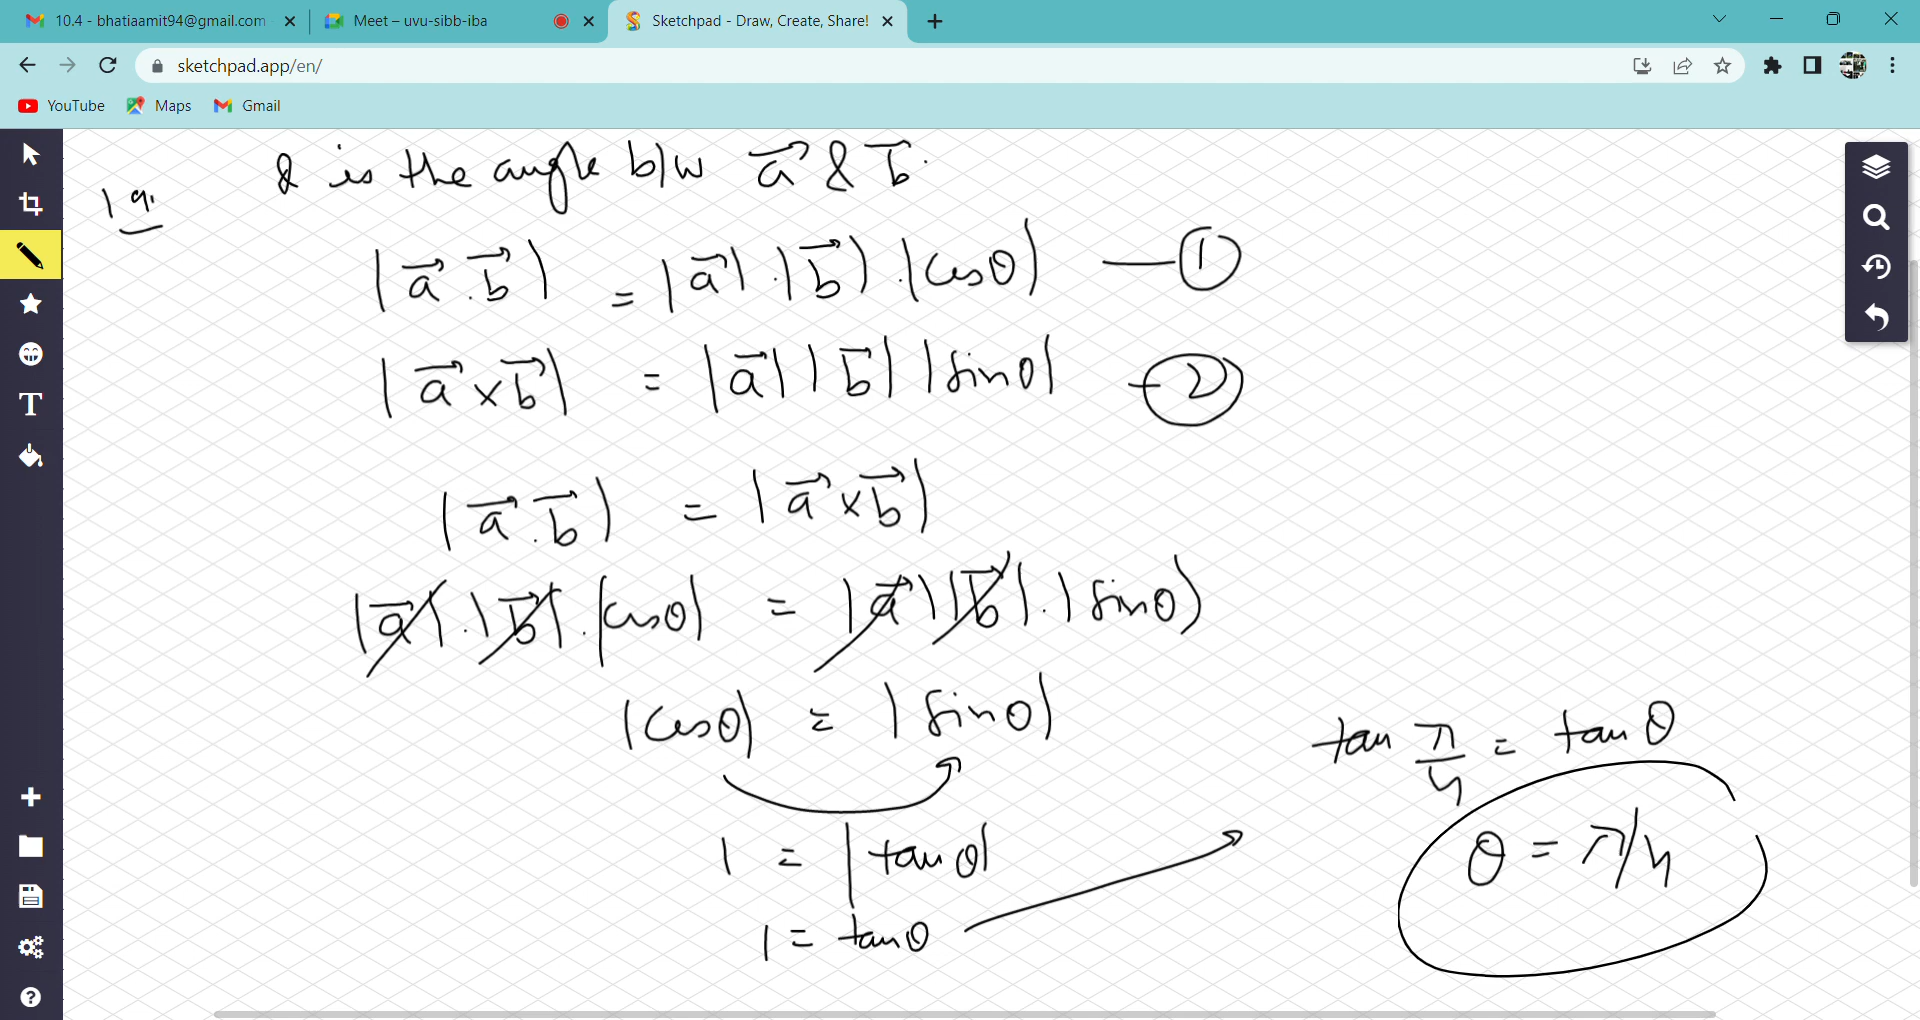 10.4 - bhatiaamit94@gmail.com
Meet – uvu-sibb-iba
Sketchpad - Draw, Create, Share!
sketchpad.app/en/
YouTube Maps Gmail
θ is the angle b/w a⃗ & b⃗.
19.
|a⃗.b⃗| = |a⃗|.|b⃗|.|cosθ| —①
|a⃗×b⃗| = |a⃗||b⃗||sinθ| -②
|a⃗.b⃗| = |a⃗×b⃗|
|a⃗|.|b⃗|.|cosθ| = |a⃗||b⃗|.|sinθ|
|cosθ| = |sinθ|
1 = |tanθ|
1 = tanθ
tan π/4 = tanθ
θ = π/4
T